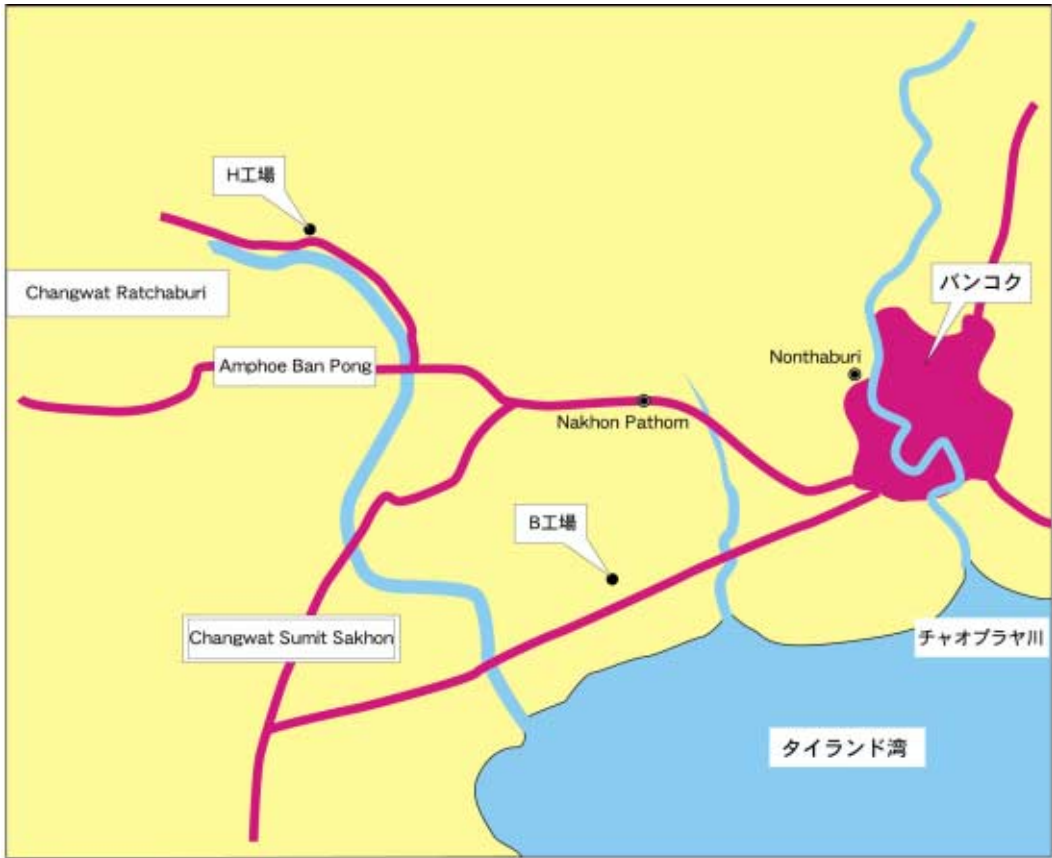 H工場
Changwat Ratchaburi
バンコク
Amphoe Ban Pong
Nonthaburi
Nakhon Pathom
B工場
Changwat Sumit Sakhon
チャオプラヤ川
タイランド湾